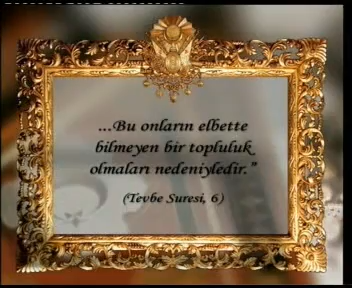 ...Bu onların elbette
bilmeyen bir topluluk
olmaları nedeniyledir."
(Tevbe Suresi, 6)